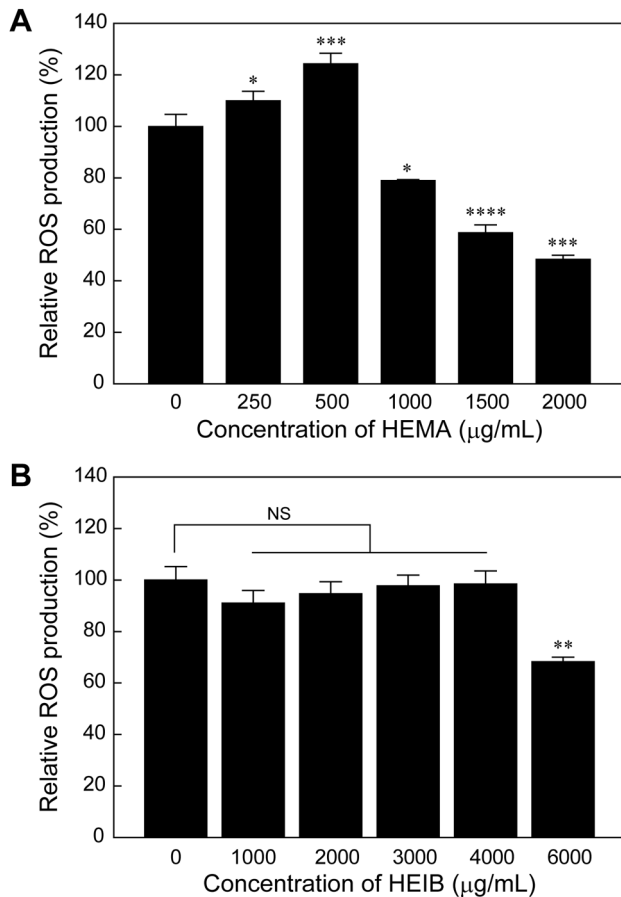 A
Relative ROS production (%)
140
120
100
80
60
40
20
0
*
***
*
****
***
0 250 500 1000 1500 2000
Concentration of HEMA (μg/mL)
B
Relative ROS production (%)
140
120
100
80
60
40
20
0
NS
**
0 1000 2000 3000 4000 6000
Concentration of HEIB (μg/mL)